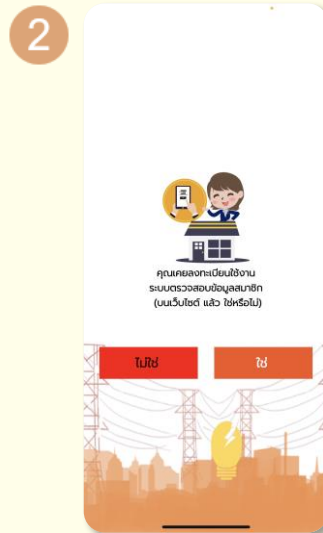 2
คุณเคยลงทะเบียนใช้งาน
ระบบตรวจสอบข้อมูลสมาชิก
(บนเว็บไซต์ แล้ว ใช่หรือไม่)
ไม่ใช่
ใช่